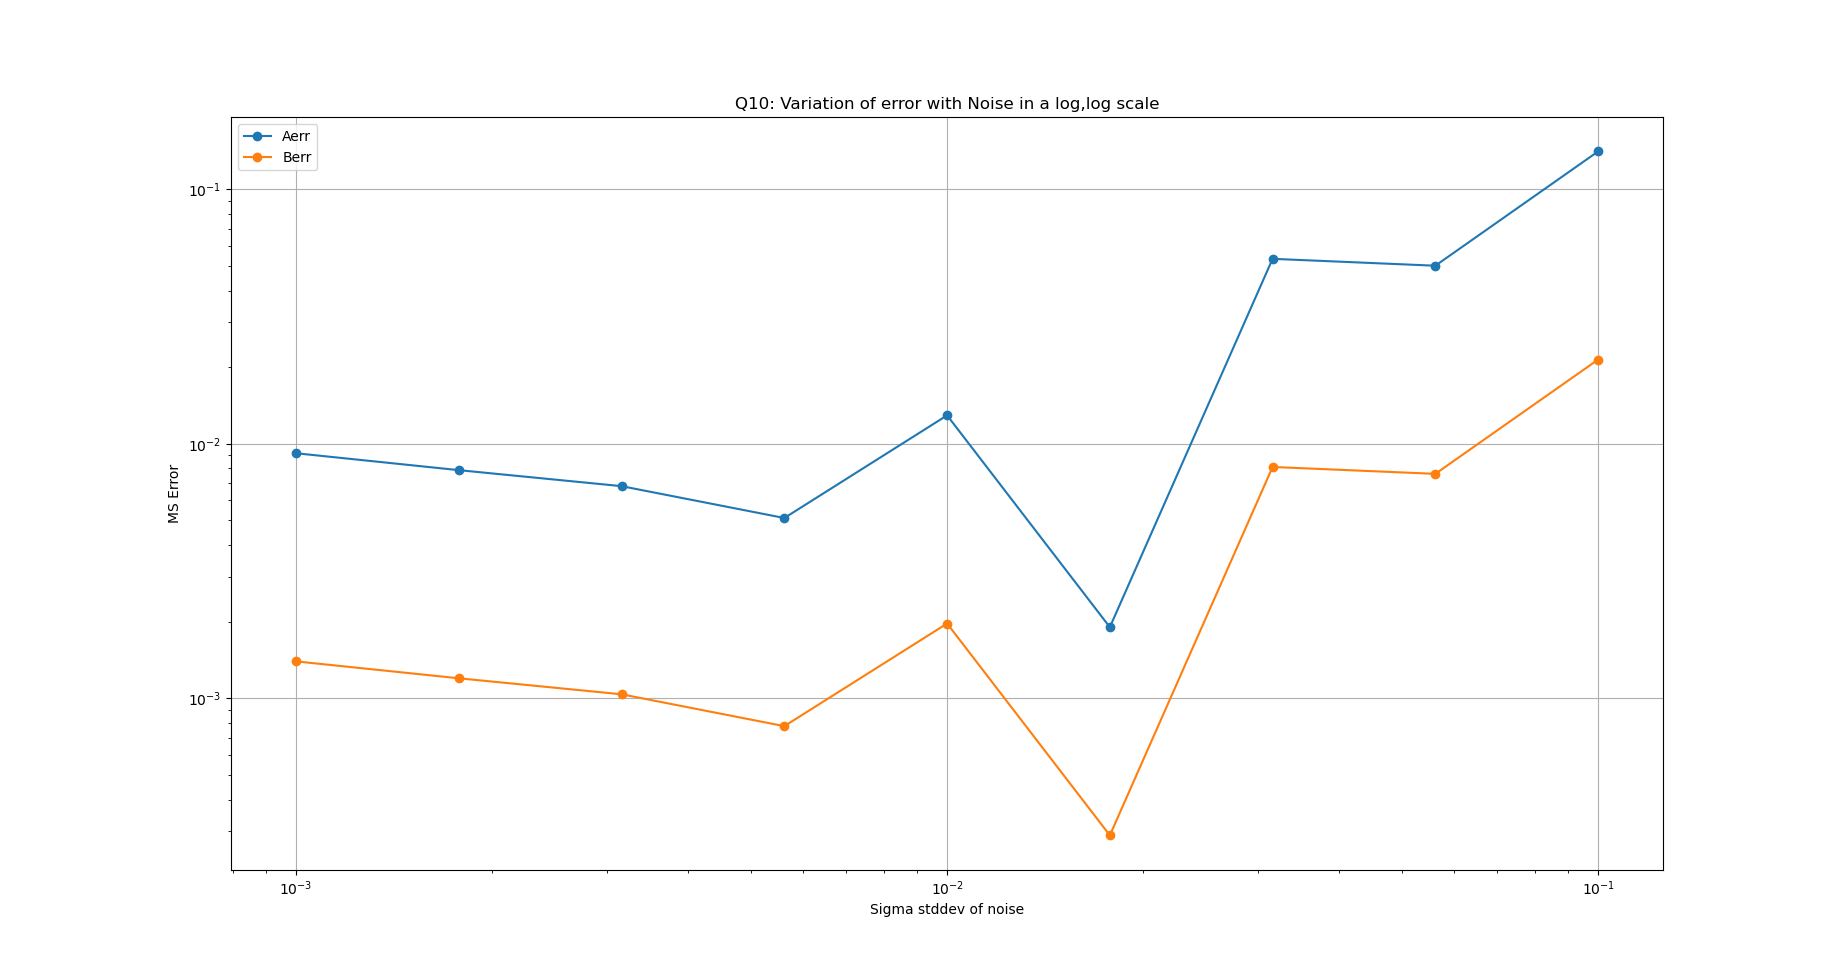 Q10: Variation of error with Noise in a log,log scale
Aerr
Berr
10⁻¹
10⁻²
10⁻³
MS Error
10⁻³ 10⁻² 10⁻¹
Sigma stddev of noise